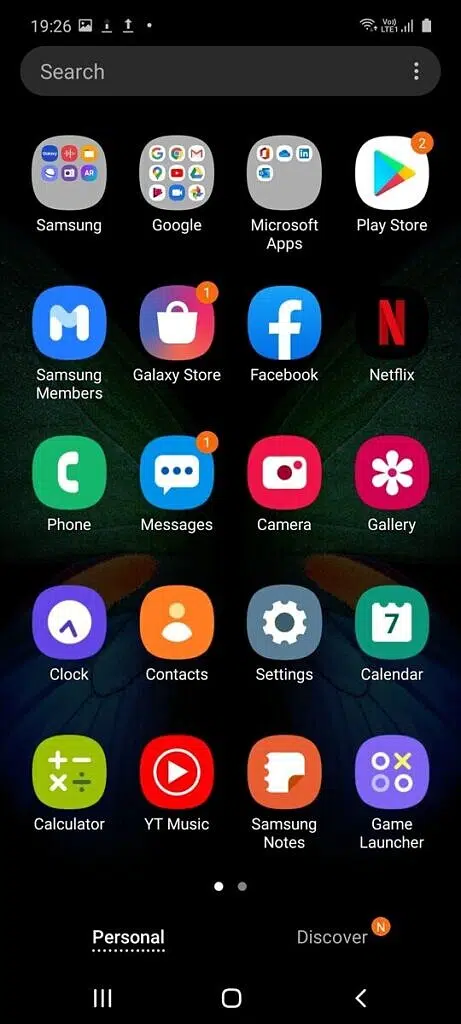 19:26
Vo))
LTE1
Search
Samsung
Google
Microsoft
Apps
2
Play Store
Samsung
Members
1
Galaxy Store
Facebook
N
Netflix
Phone
1
Messages
Camera
Gallery
Clock
Contacts
Settings
7
Calendar
Calculator
YT Music
Samsung
Notes
Game
Launcher
Personal
Discover
N